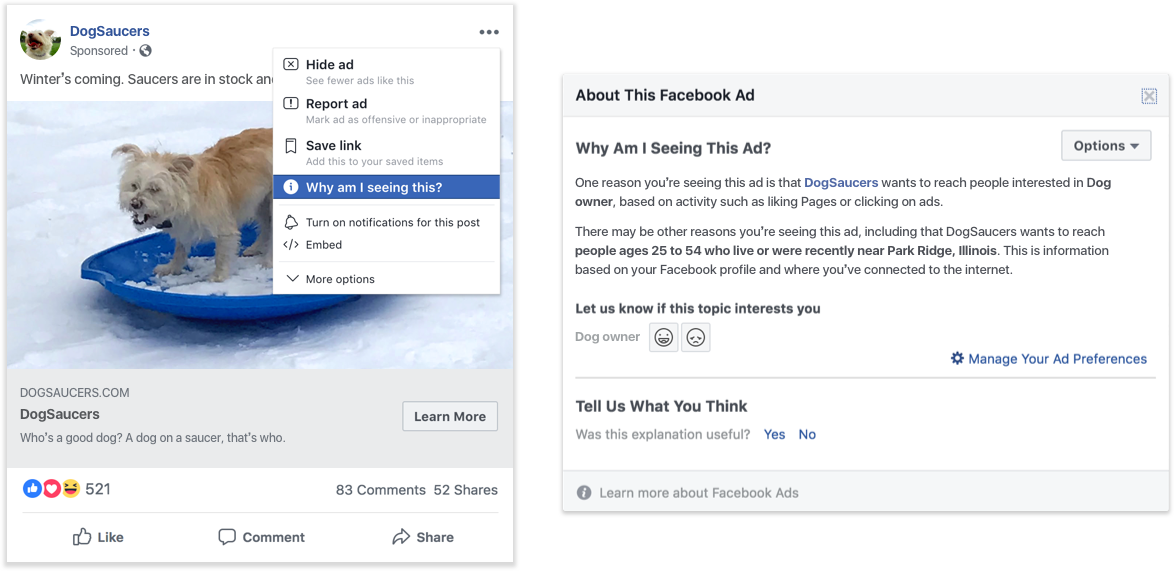 DogSaucers
Sponsored ·
Winter's coming. Saucers are in stock an
Hide ad
See fewer ads like this
Report ad
Mark ad as offensive or inappropriate
Save link
Add this to your saved items
Why am I seeing this?
Turn on notifications for this post
</> Embed
More options
DOGSAUCERS.COM
DogSaucers
Who's a good dog? A dog on a saucer, that's who.
Learn More
521
83 Comments 52 Shares
Like Comment Share
About This Facebook Ad
Why Am I Seeing This Ad?
Options
One reason you're seeing this ad is that DogSaucers wants to reach people interested in Dog
owner, based on activity such as liking Pages or clicking on ads.
There may be other reasons you're seeing this ad, including that DogSaucers wants to reach
people ages 25 to 54 who live or were recently near Park Ridge, Illinois. This is information
based on your Facebook profile and where you've connected to the internet.
Let us know if this topic interests you
Dog owner
Manage Your Ad Preferences
Tell Us What You Think
Was this explanation useful? Yes No
Learn more about Facebook Ads